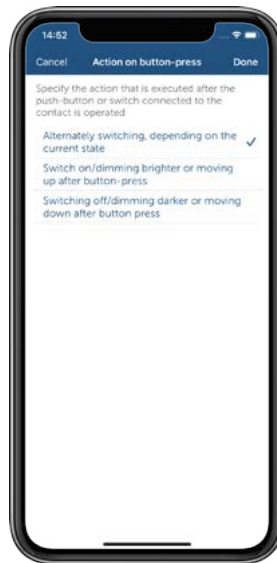 14:52
Cancel Action on button-press Done
Specify the action that is executed after the
push-button or switch connected to the
contact is operated
Alternately switching, depending on the
current state
Switch on/dimming brighter or moving
up after button-press
Switching off/dimming darker or moving
down after button press